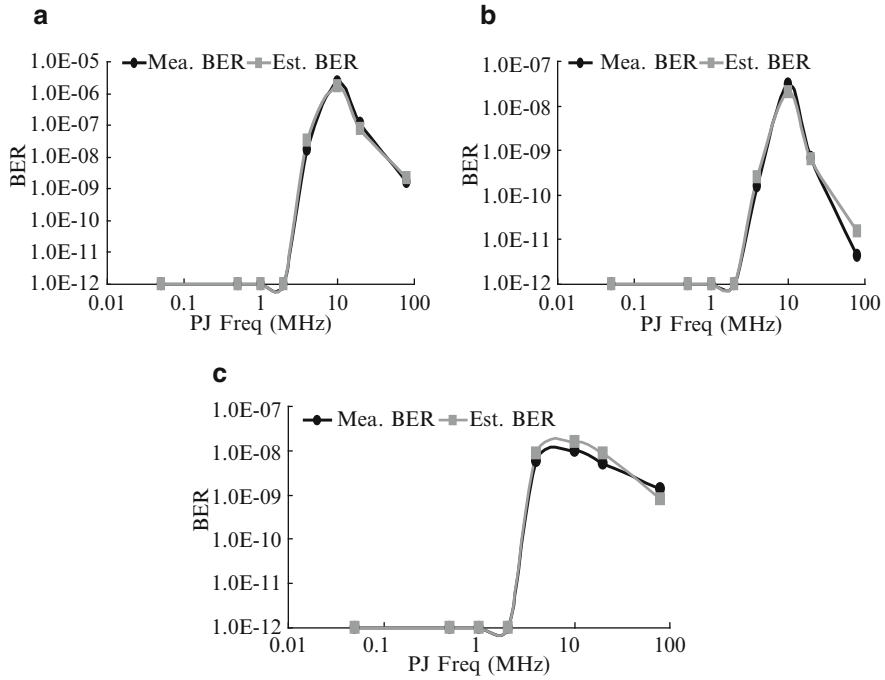 a
Mea. BER Est. BER
1.0E-05
1.0E-06
1.0E-07
1.0E-08
1.0E-09
1.0E-10
1.0E-11
1.0E-12
BER
0.01 0.1 1 10 100
PJ Freq (MHz)
b
Mea. BER Est. BER
1.0E-07
1.0E-08
1.0E-09
1.0E-10
1.0E-11
1.0E-12
BER
0.01 0.1 1 10 100
PJ Freq (MHz)
c
Mea. BER Est. BER
1.0E-07
1.0E-08
1.0E-09
1.0E-10
1.0E-11
1.0E-12
BER
0.01 0.1 1 10 100
PJ Freq (MHz)